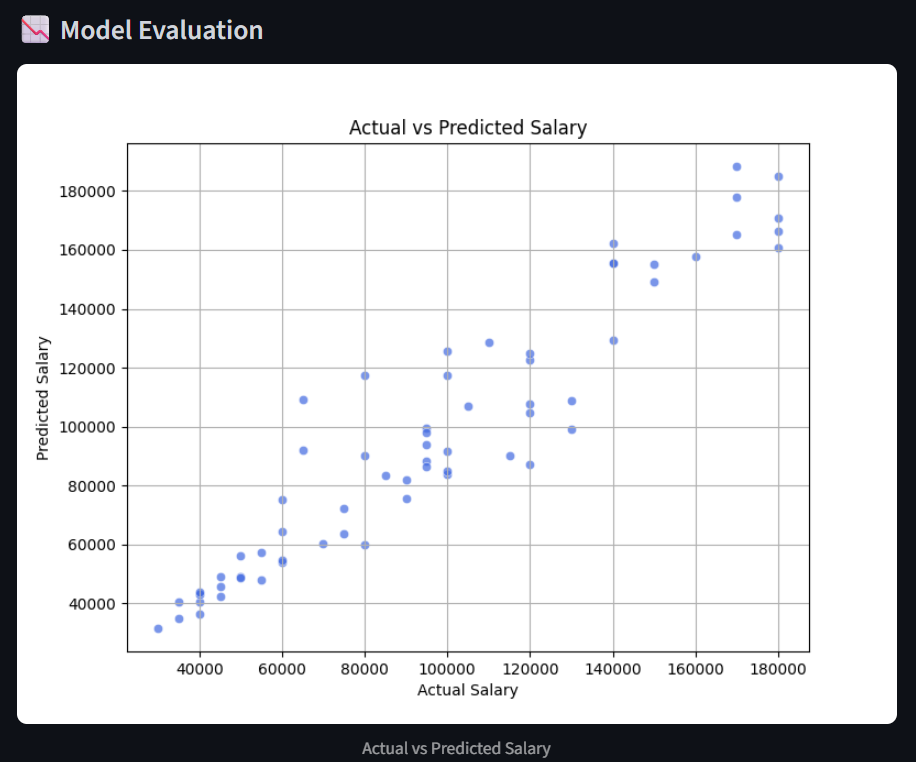 Model Evaluation
Actual vs Predicted Salary
180000
160000
140000
120000
100000
80000
60000
40000
Predicted Salary
40000 60000 80000 100000 120000 140000 160000 180000
Actual Salary
Actual vs Predicted Salary